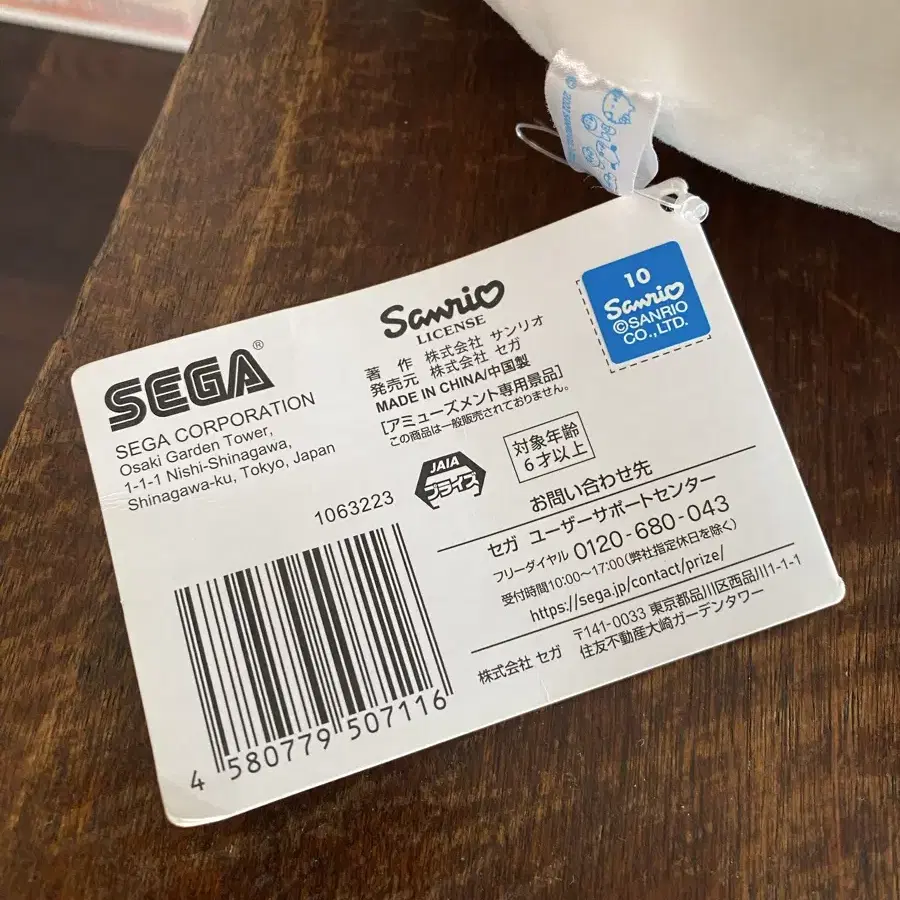 SEGA®
SEGA CORPORATION
Osaki Garden Tower,
1-1-1 Nishi-Shinagawa,
Shinagawa-ku, Tokyo, Japan
1063223
4 580779 507116
Sanrio
LICENSE
著 作 株式会社 サンリオ
発売元 株式会社 セガ
MADE IN CHINA/中国製
[アミューズメント専用景品]
この商品は一般販売されておりません。
JAIA
プライズ
対象年齢
6才以上
10
Sanrio
©SANRIO
CO.,LTD.
お問い合わせ先
セガ ユーザーサポートセンター
フリーダイヤル 0120-680-043
受付時間10:00~17:00(弊社指定休日を除く)
https://sega.jp/contact/prize/
株式会社 セガ
〒141-0033 東京都品川区西品川1-1-1
住友不動産大崎ガーデンタワー